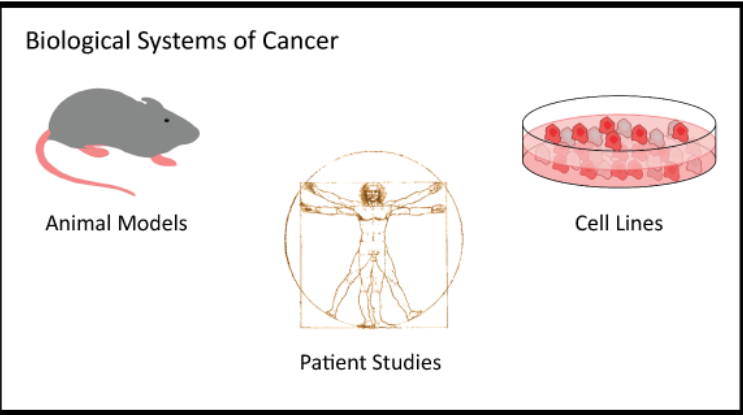 Biological Systems of Cancer
Animal Models
Cell Lines
Patient Studies